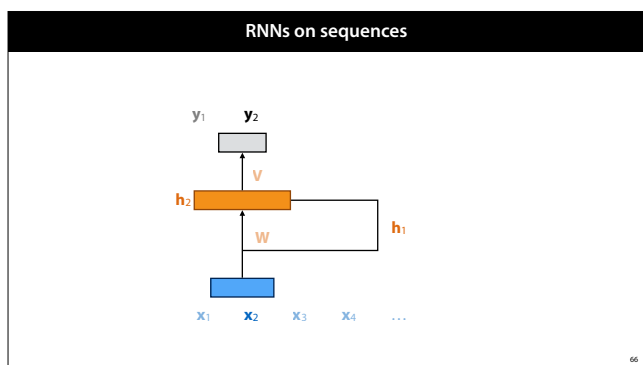 RNNs on sequences
y₁ y₂
V
h₂
h₁
W
x₁ x₂ x₃ x₄ ...
66